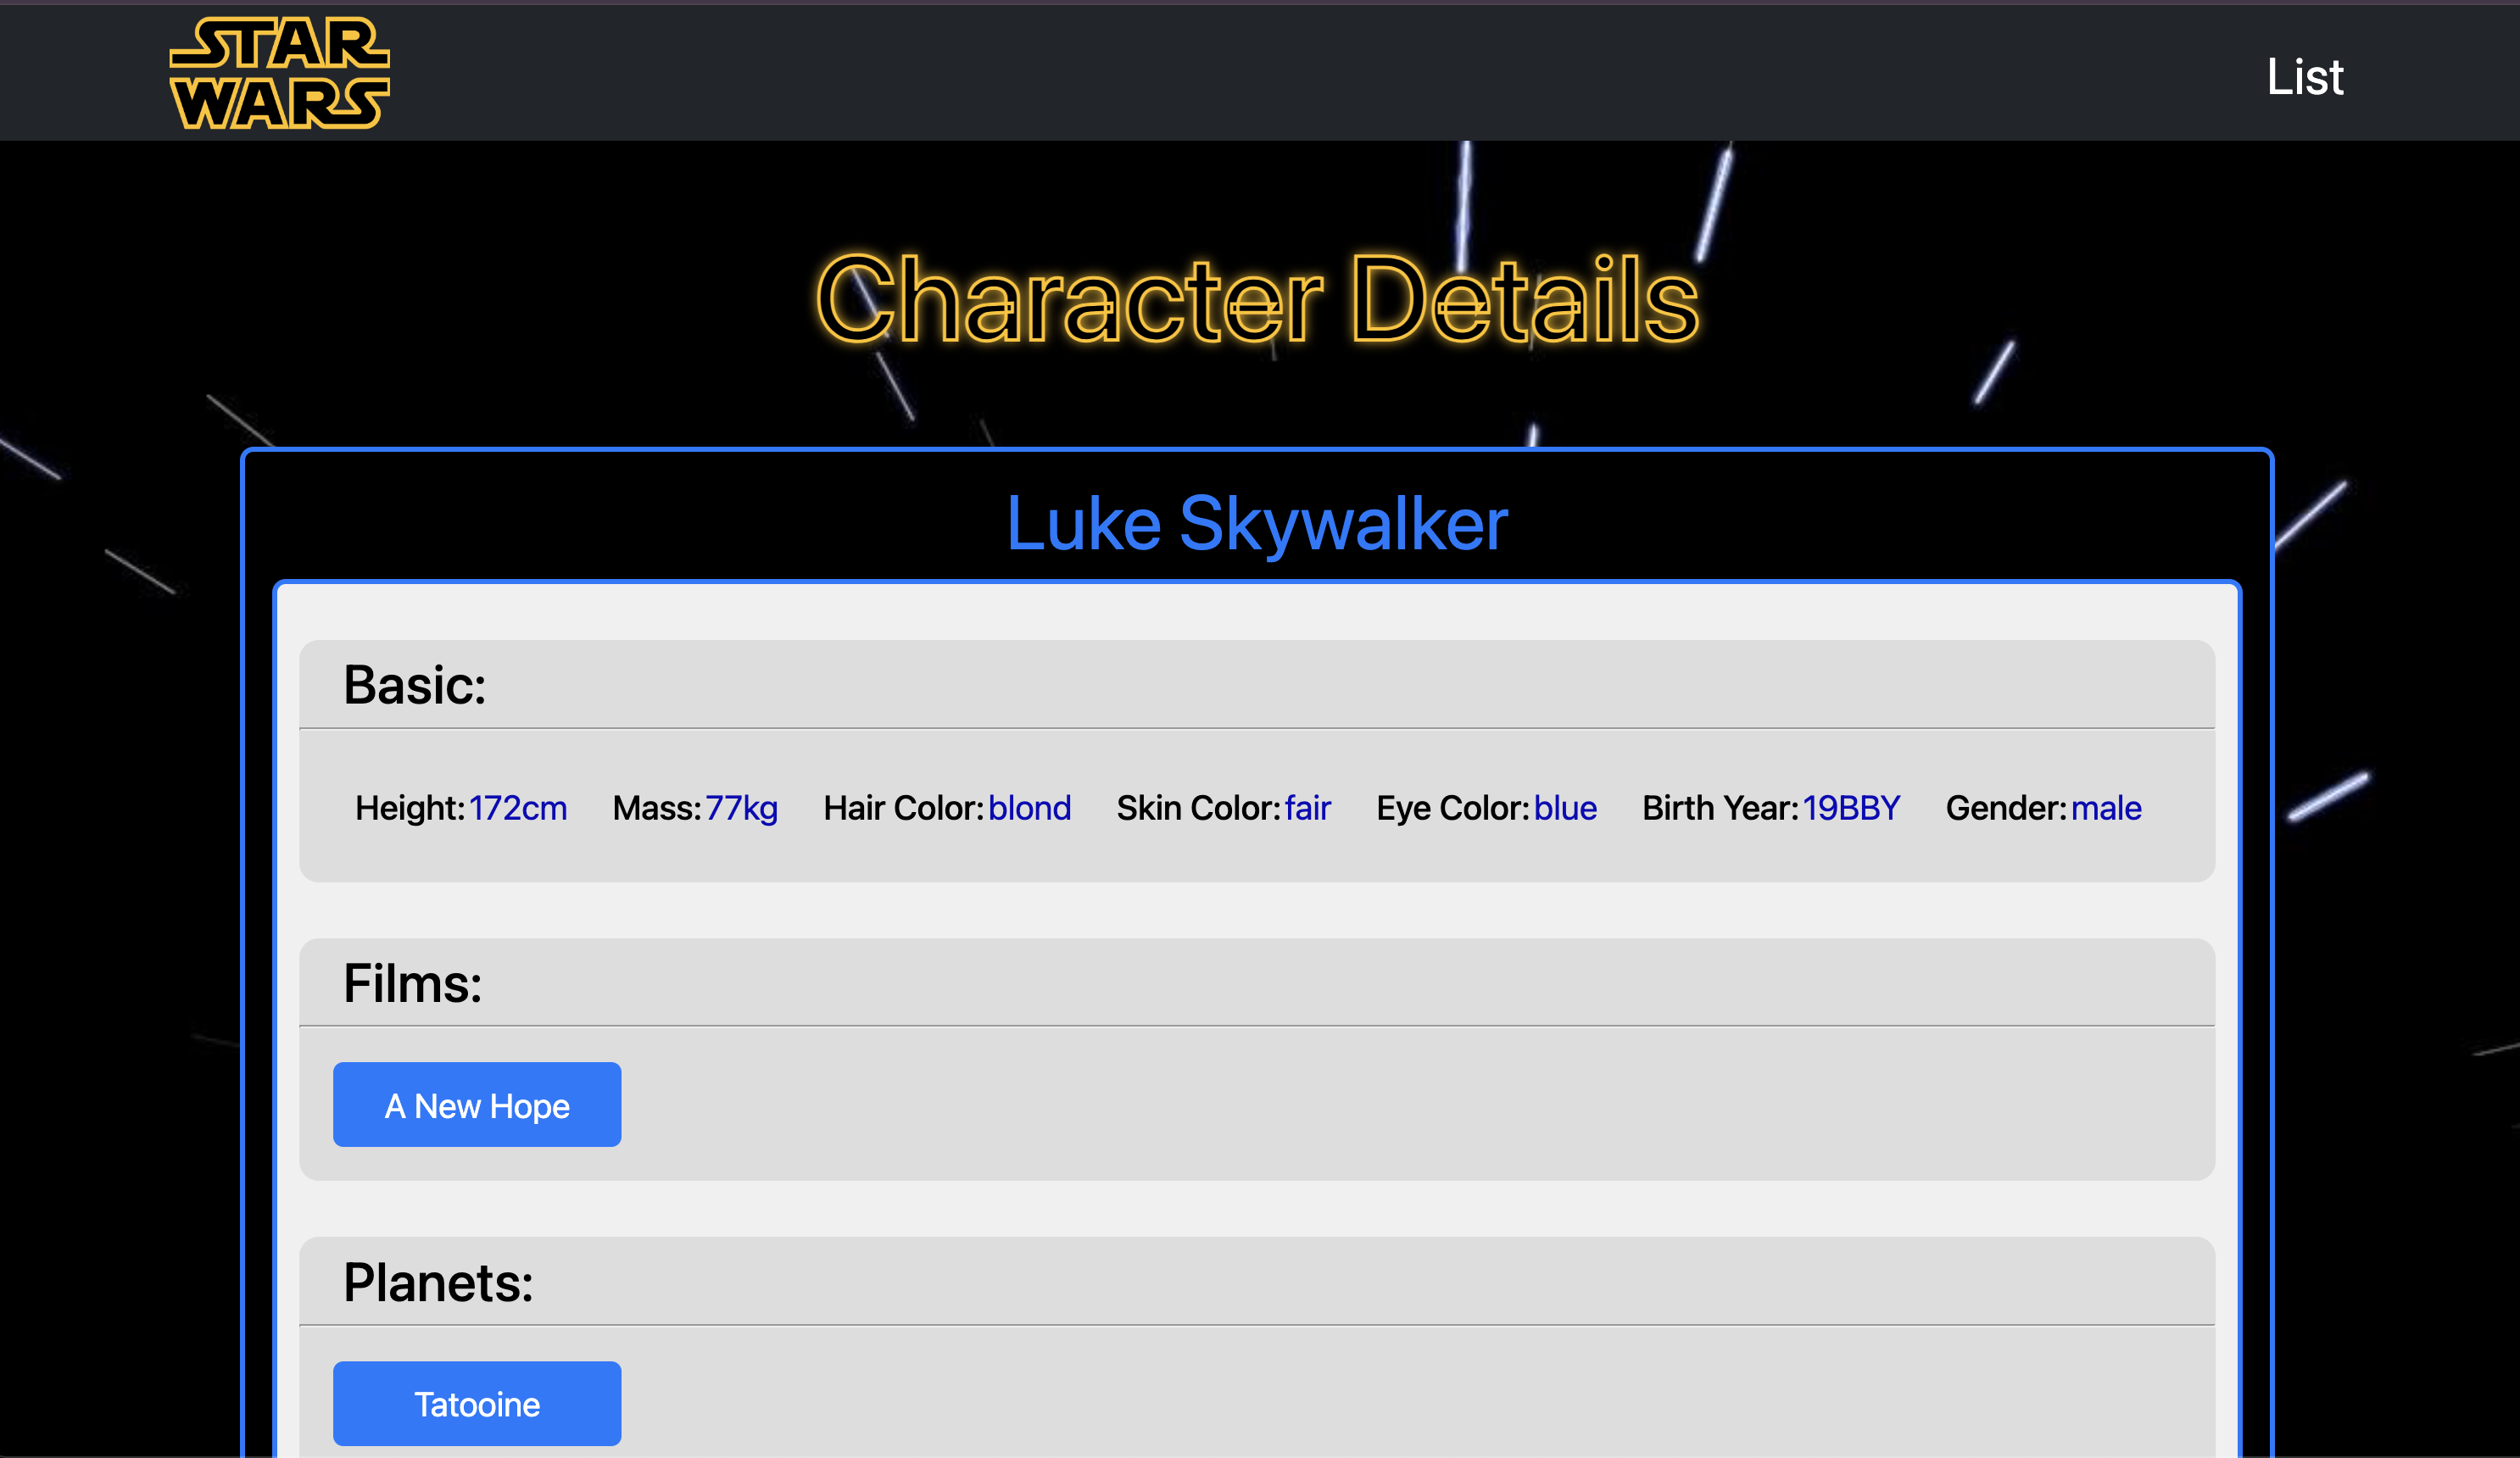 STAR
WARS
List
Character Details
Luke Skywalker
Basic:
Height:172cm Mass:77kg Hair Color:blond Skin Color:fair Eye Color:blue Birth Year:19BBY Gender:male
Films:
A New Hope
Planets:
Tatooine